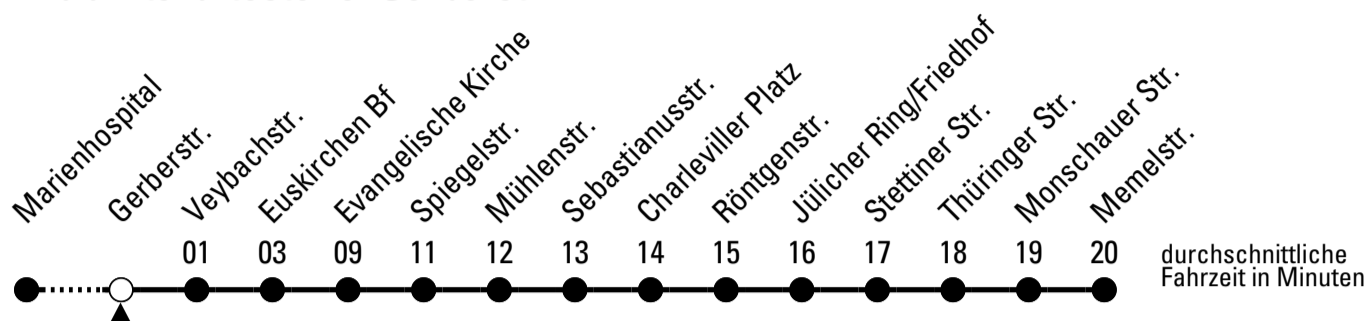 Marienhospital
Gerberstr.
Veybachstr.
Euskirchen Bf
Evangelische Kirche
Spiegelstr.
Mühlenstr.
Sebastianusstr.
Charleviller Platz
Röntgenstr.
Jülicher Ring/Friedhof
Stettiner Str.
Thüringer Str.
Monschauer Str.
Memelstr.
01 03 09 11 12 13 14 15 16 17 18 19 20
durchschnittliche
Fahrzeit in Minuten